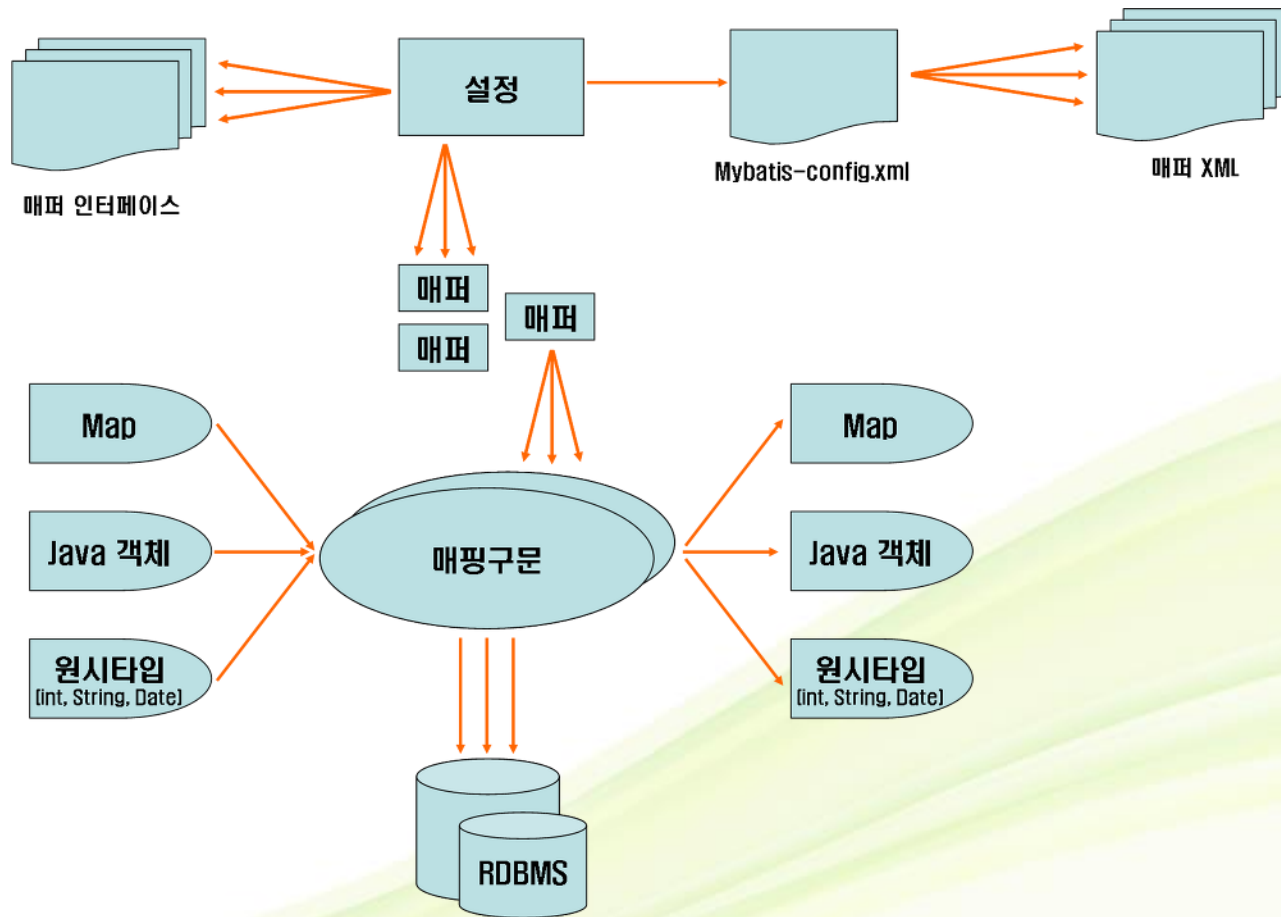 설정
Mybatis-config.xml
매퍼 XML
매퍼 인터페이스
매퍼
매퍼
매퍼
Map
Map
Java 객체
매핑구문
Java 객체
원시타입
(int, String, Date)
원시타입
(int, String, Date)
RDBMS